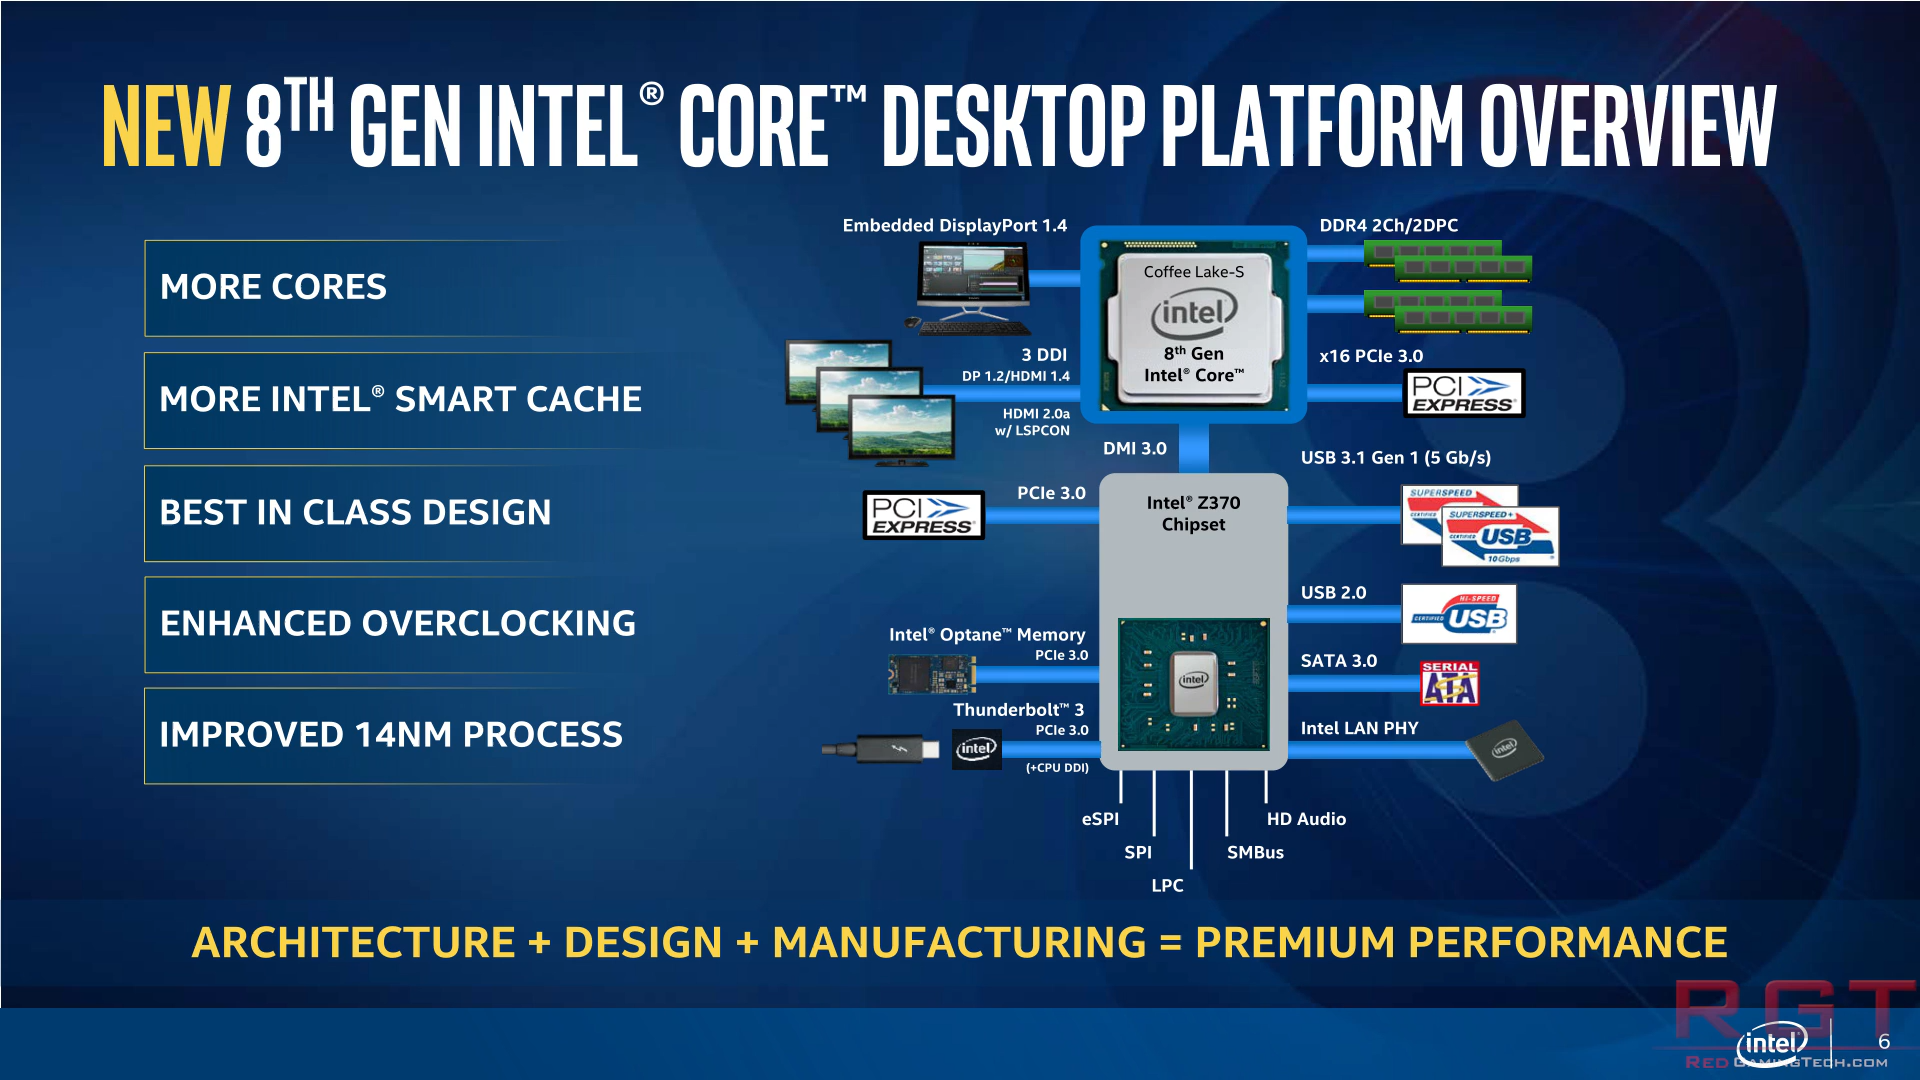 NEW 8TH GEN INTEL® CORE™ DESKTOP PLATFORM OVERVIEW
MORE CORES
MORE INTEL® SMART CACHE
BEST IN CLASS DESIGN
ENHANCED OVERCLOCKING
IMPROVED 14NM PROCESS
Embedded DisplayPort 1.4
DDR4 2Ch/2DPC
Coffee Lake-S
intel
8th Gen
Intel® Core™
3 DDI
DP 1.2/HDMI 1.4
HDMI 2.0a
w/ LSPCON
x16 PCIe 3.0
PCI
EXPRESS®
DMI 3.0
USB 3.1 Gen 1 (5 Gb/s)
PCIe 3.0
PCI
EXPRESS®
Intel® Z370
Chipset
SUPERSPEED
CERTIFIED
SUPERSPEED+
CERTIFIED USB
10Gbps
USB 2.0
HI-SPEED
CERTIFIED USB
Intel® Optane™ Memory
PCIe 3.0
SATA 3.0
SERIAL
ATA
intel
Thunderbolt™ 3
PCIe 3.0
(+CPU DDI)
intel
Intel LAN PHY
intel
eSPI
SPI
LPC
SMBus
HD Audio
ARCHITECTURE + DESIGN + MANUFACTURING = PREMIUM PERFORMANCE
RGT
intel
6
RED GAMINGTECH.COM